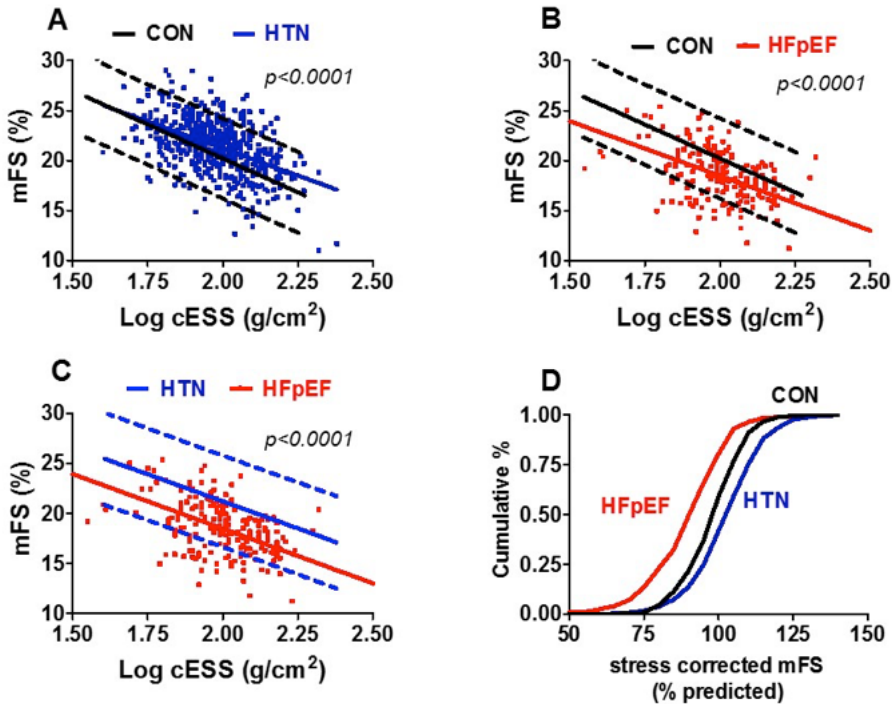 A
B
CON HTN
CON HFpEF
30
25
20
15
10
mFS (%)
p<0.0001
1.50 1.75 2.00 2.25 2.50
Log cESS (g/cm²)
30
25
20
15
10
mFS (%)
p<0.0001
1.50 1.75 2.00 2.25 2.50
Log cESS (g/cm²)
C
HTN HFpEF
30
25
20
15
10
mFS (%)
p<0.0001
1.50 1.75 2.00 2.25 2.50
Log cESS (g/cm²)
D
CON
1.00
0.75
0.50
0.25
0.00
Cumulative %
HFpEF
HTN
50 75 100 125 150
stress corrected mFS
(% predicted)